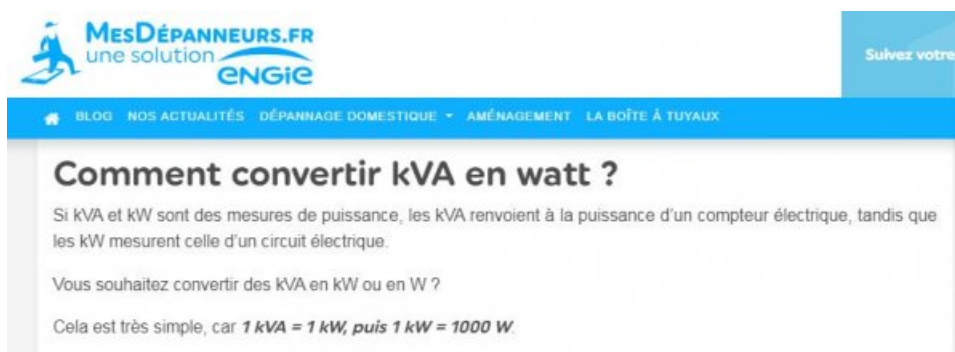 MESDÉPANNEURS.FR
une solution
ENGIE
Suivez votre
BLOG NOS ACTUALITÉS DÉPANNAGE DOMESTIQUE AMÉNAGEMENT LA BOÎTE À TUYAUX
Comment convertir kVA en watt ?
Si kVA et kW sont des mesures de puissance, les kVA renvoient à la puissance d'un compteur électrique, tandis que
les kW mesurent celle d'un circuit électrique.
Vous souhaitez convertir des kVA en kW ou en W ?
Cela est très simple, car 1 kVA = 1 kW, puis 1 kW = 1000 W.